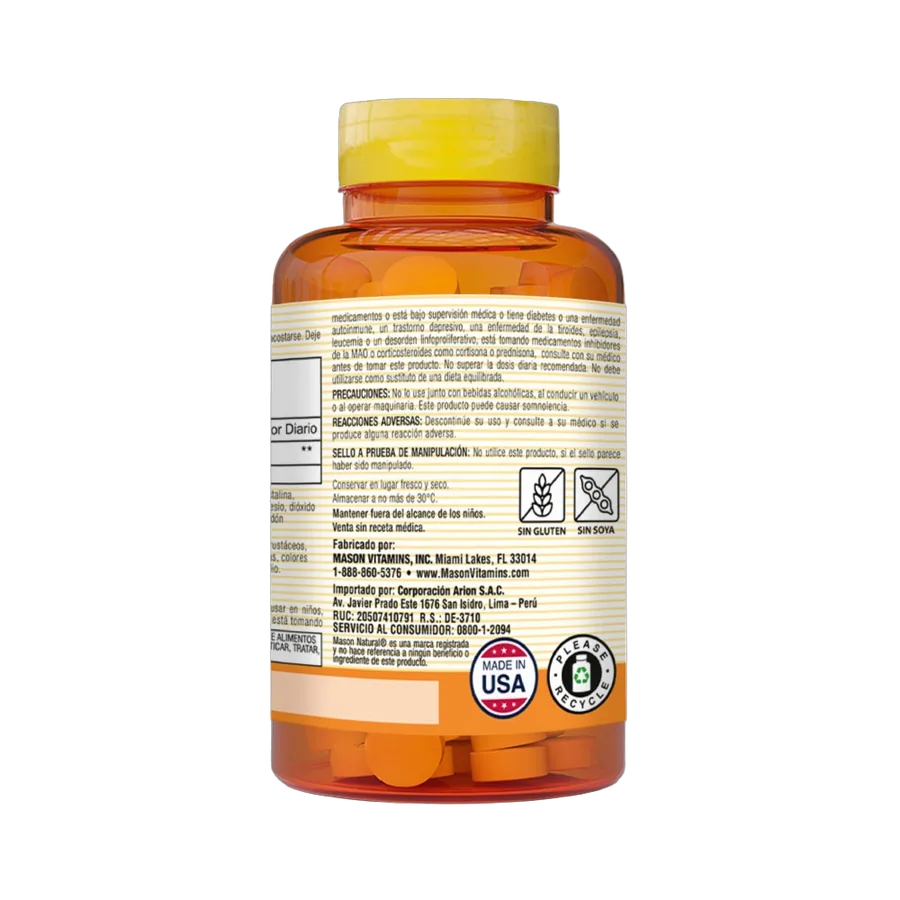 medicamentos o está bajo supervisión médica o tiene diabetes o una enfermedad
autoinmune, un trastorno depresivo, una enfermedad de la tiroides, epilepsia,
leucemia o un desorden linfoproliferativo, está tomando medicamentos inhibidores
de la MAO o corticosteroides como cortisona o prednisona, consulte con su médico
antes de tomar este producto. No superar la dosis diaria recomendada. No debe
utilizarse como sustituto de una dieta equilibrada.
PRECAUCIONES: No lo use junto con bebidas alcohólicas, al conducir un vehículo
o al operar maquinaria. Este producto puede causar somnolencia.
REACCIONES ADVERSAS: Descontinúe su uso y consulte a su médico si se
produce alguna reacción adversa.
SELLO A PRUEBA DE MANIPULACIÓN: No utilice este producto, si el sello parece
haber sido manipulado.
Conservar en lugar fresco y seco.
Almacenar a no más de 30°C.
Mantener fuera del alcance de los niños.
Venta sin receta médica.
Fabricado por:
MASON VITAMINS, INC. Miami Lakes, FL 33014
1-888-860-5376 • www.MasonVitamins.com
Importado por: Corporación Arion S.A.C.
Av. Javier Prado Este 1676 San Isidro, Lima – Perú
RUC: 20507410791 R.S.: DE-3710
SERVICIO AL CONSUMIDOR: 0800-1-2094
Mason Natural® es una marca registrada
y no hace referencia a ningún beneficio o
ingrediente de este producto.
SIN GLUTEN
SIN SOYA
MADE IN
USA
PLEASE
RECYCLE
acostarse. Deje
or Diario
**
talina,
esio, dióxido
dón
ustáceos,
as, colores
io.
usar en niños,
está tomando
E ALIMENTOS
TICAR, TRATAR,